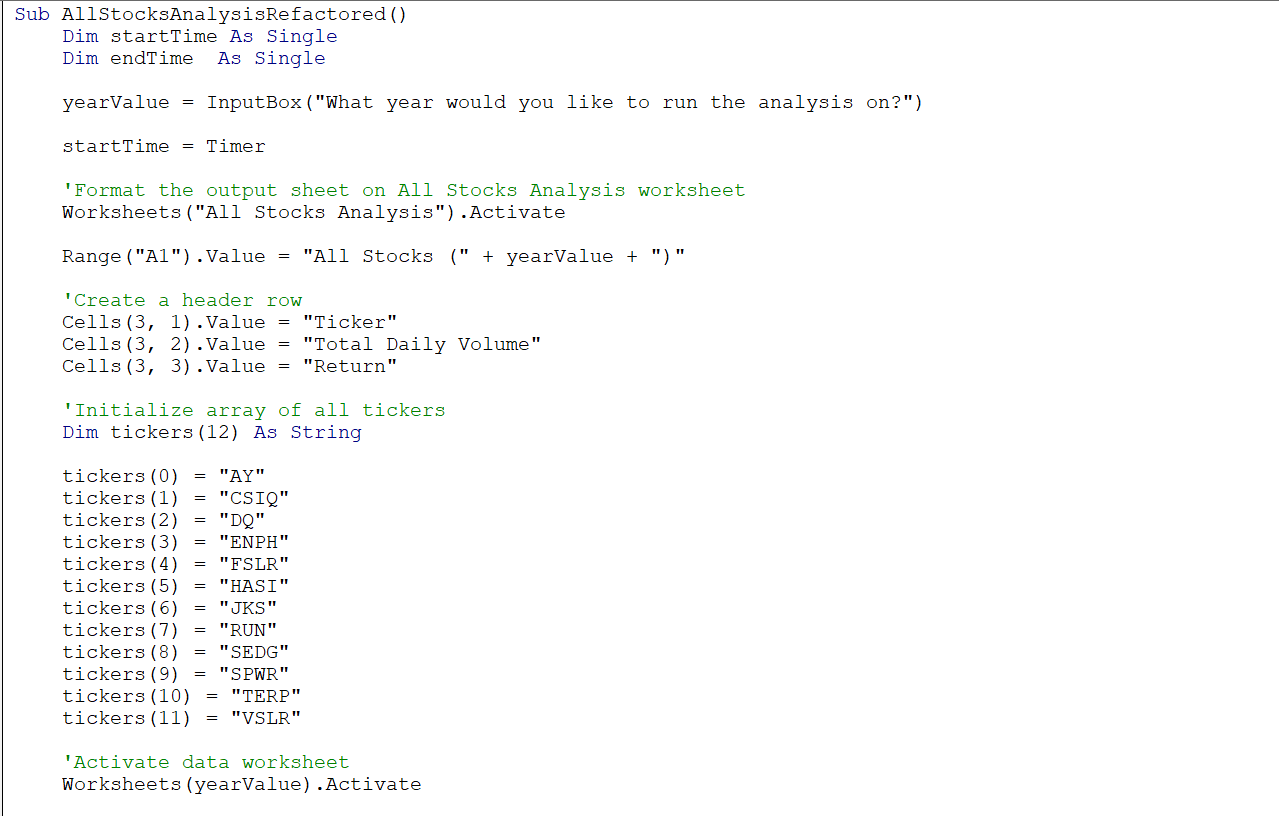 Sub AllStocksAnalysisRefactored()
    Dim startTime As Single
    Dim endTime  As Single

    yearValue = InputBox("What year would you like to run the analysis on?")

    startTime = Timer

    'Format the output sheet on All Stocks Analysis worksheet
    Worksheets("All Stocks Analysis").Activate

    Range("A1").Value = "All Stocks (" + yearValue + ")"

    'Create a header row
    Cells(3, 1).Value = "Ticker"
    Cells(3, 2).Value = "Total Daily Volume"
    Cells(3, 3).Value = "Return"

    'Initialize array of all tickers
    Dim tickers(12) As String

    tickers(0) = "AY"
    tickers(1) = "CSIQ"
    tickers(2) = "DQ"
    tickers(3) = "ENPH"
    tickers(4) = "FSLR"
    tickers(5) = "HASI"
    tickers(6) = "JKS"
    tickers(7) = "RUN"
    tickers(8) = "SEDG"
    tickers(9) = "SPWR"
    tickers(10) = "TERP"
    tickers(11) = "VSLR"

    'Activate data worksheet
    Worksheets(yearValue).Activate